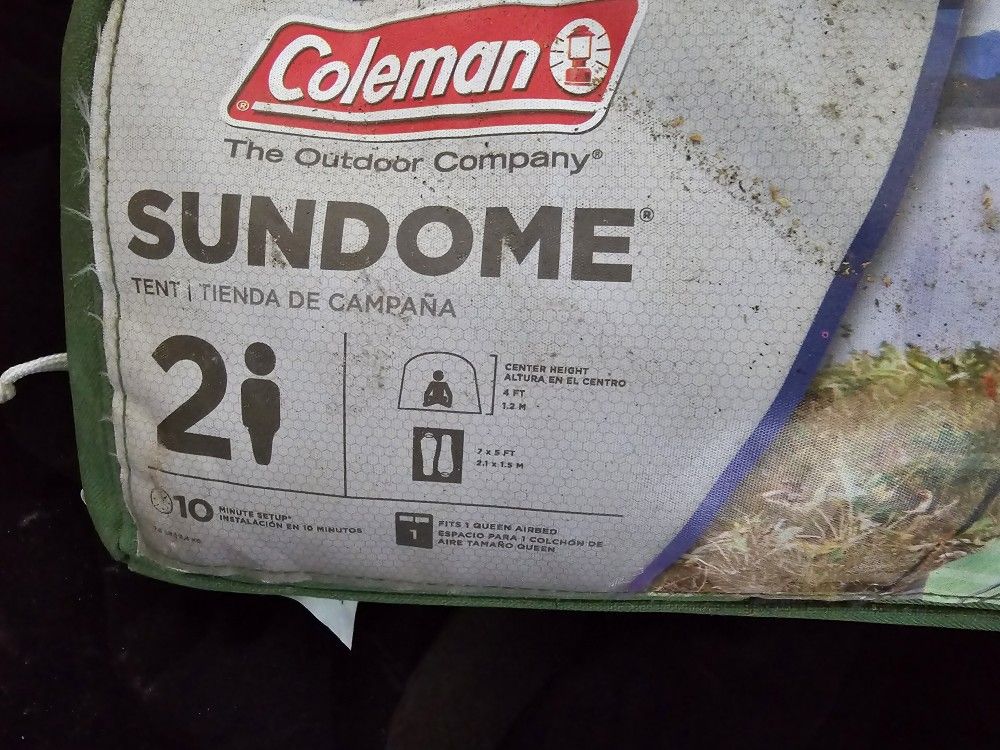 Coleman®
The Outdoor Company®
SUNDOME®
TENT | TIENDA DE CAMPAÑA
2
CENTER HEIGHT
ALTURA EN EL CENTRO
4 FT
1.2 M
7 x 5 FT
2.1 x 1.5 M
10 MINUTE SETUP*
INSTALACIÓN EN 10 MINUTOS
1
FITS 1 QUEEN AIRBED
ESPACIO PARA 1 COLCHÓN DE
AIRE TAMAÑO QUEEN